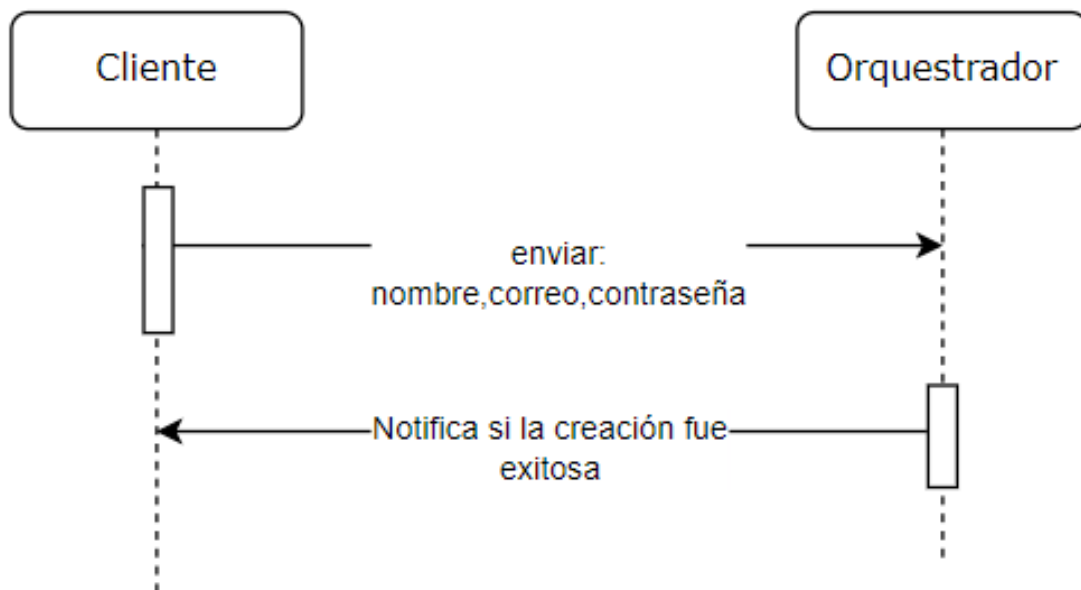 Cliente
Orquestrador
enviar:
nombre,correo,contraseña
Notifica si la creación fue
exitosa